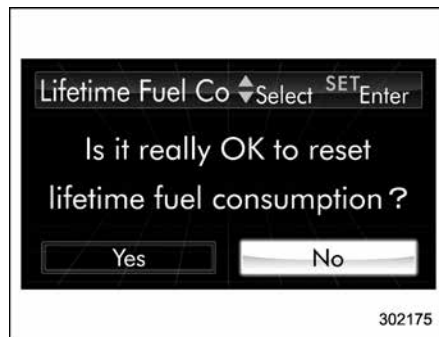 Lifetime Fuel Co Select SET Enter
Is it really OK to reset
lifetime fuel consumption ?
Yes No
302175